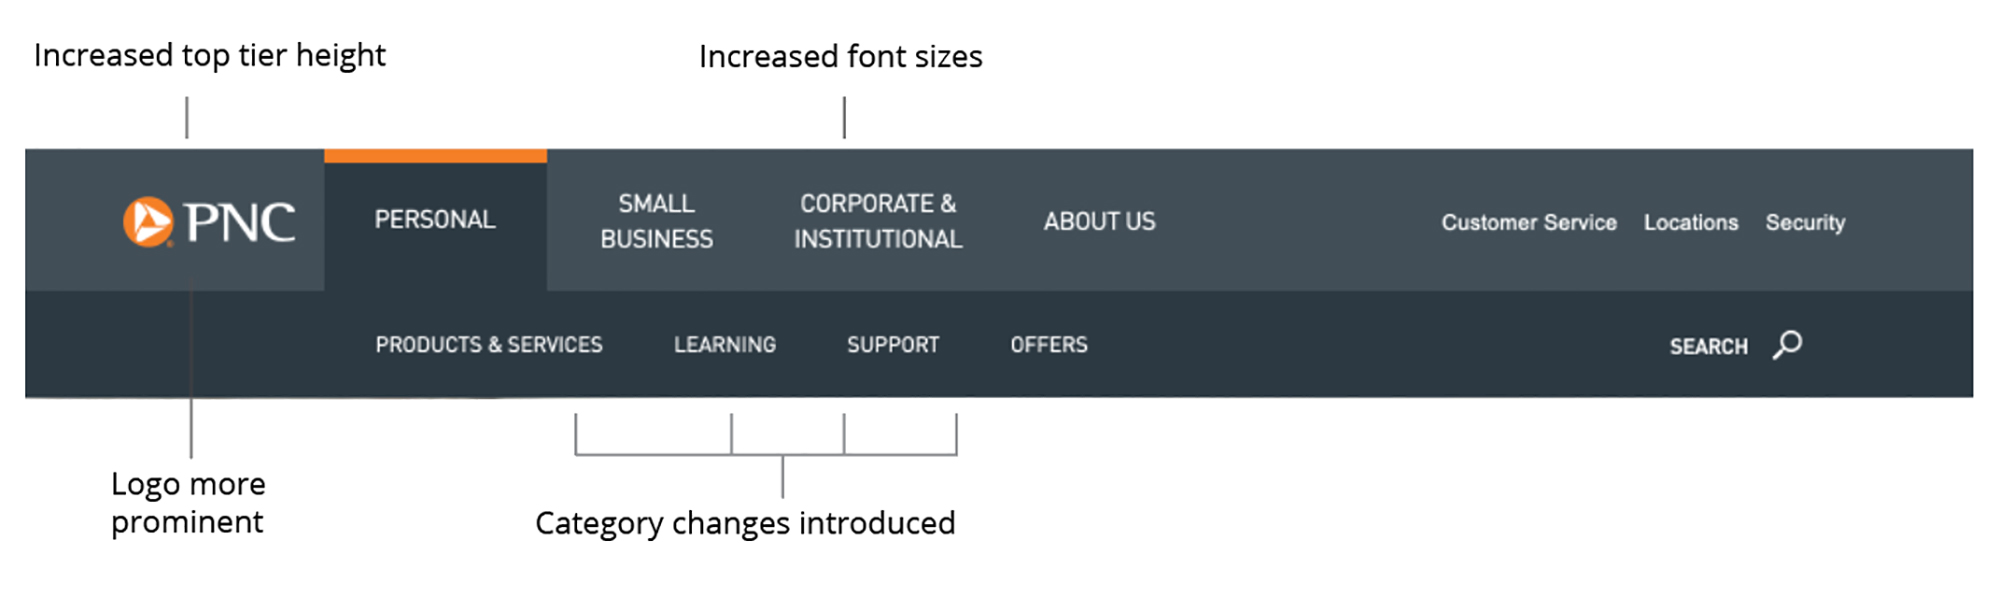 Increased top tier height
Increased font sizes
PNC
PERSONAL
SMALL
BUSINESS
CORPORATE &
INSTITUTIONAL
ABOUT US
Customer Service
Locations
Security
PRODUCTS & SERVICES
LEARNING
SUPPORT
OFFERS
SEARCH
Logo more
prominent
Category changes introduced